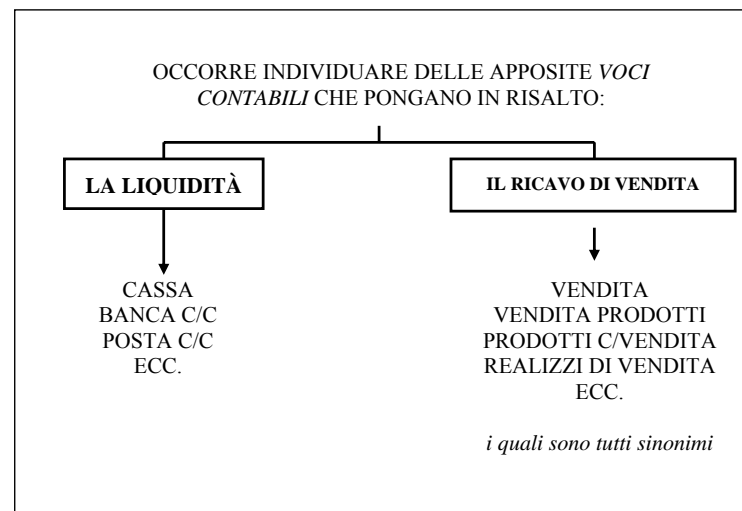 OCCORRE INDIVIDUARE DELLE APPOSITE VOCI
CONTABILI CHE PONGANO IN RISALTO:
LA LIQUIDITÀ
CASSA
BANCA C/C
POSTA C/C
ECC.
IL RICAVO DI VENDITA
VENDITA
VENDITA PRODOTTI
PRODOTTI C/VENDITA
REALIZZI DI VENDITA
ECC.
i quali sono tutti sinonimi